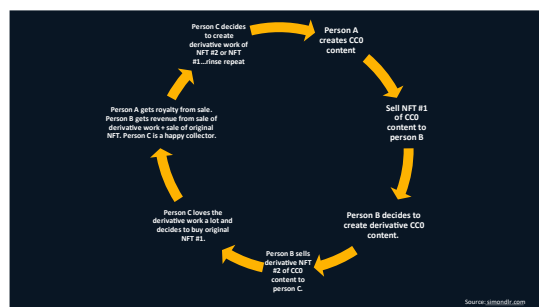 Person C decides
to create
derivative work of
NFT #2 or NFT
#1...rinse repeat
Person A
creates CC0
content
Sell NFT #1
of CC0
content to
person B
Person B decides to
create derivative CC0
content.
Person B sells
derivative NFT
#2 of CC0
content to
person C.
Person C loves the
derivative work a lot and
decides to buy original
NFT #1.
Person A gets royalty from sale.
Person B gets revenue from sale of
derivative work + sale of original
NFT. Person C is a happy collector.
Source: simondlr.com